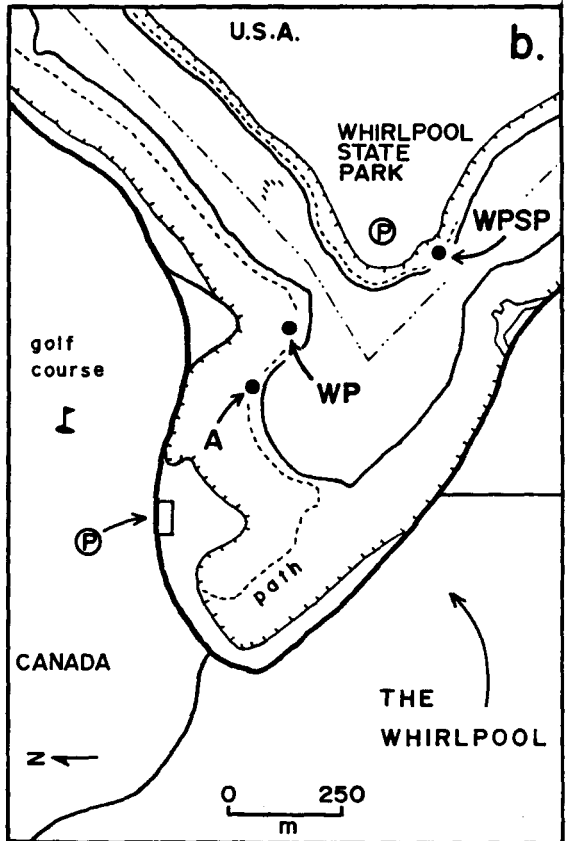 U.S.A.
b.
WHIRLPOOL
STATE
PARK
P
WPSP
golf
course
WP
A
P
path
CANADA
THE
WHIRLPOOL
N
0 250
m